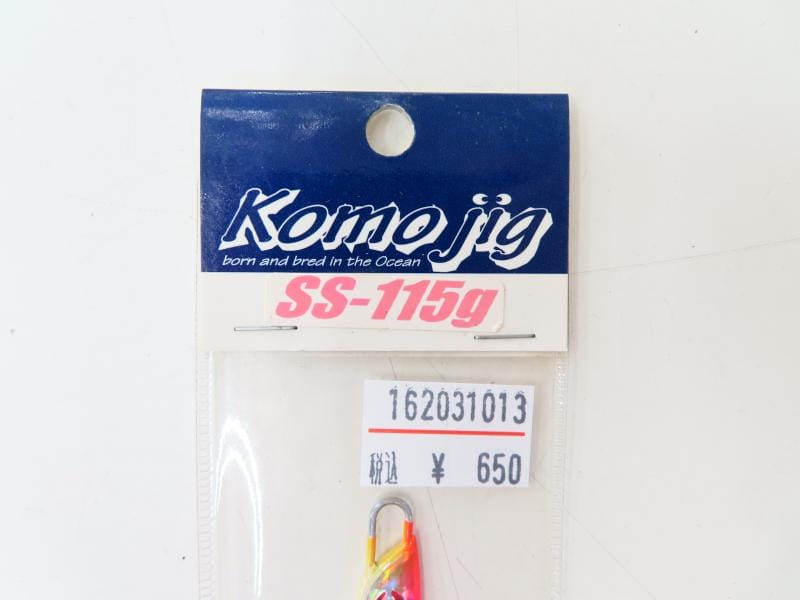 Komo jig
born and bred in the Ocean
SS-115g
162031013
税込 ¥ 650